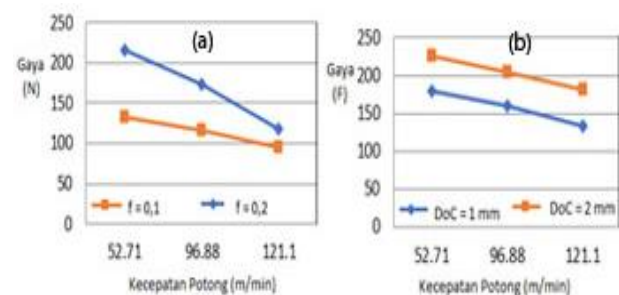 (a)
Gaya
(N)
250
200
150
100
50
0
f = 0,1
f = 0,2
52.71 96.88 121.1
Kecepatan Potong (m/min)
(b)
Gaya
(F)
250
200
150
100
50
0
DoC = 1 mm
DoC = 2 mm
52.71 96.88 121.1
Kecepatan Potong (m/min)